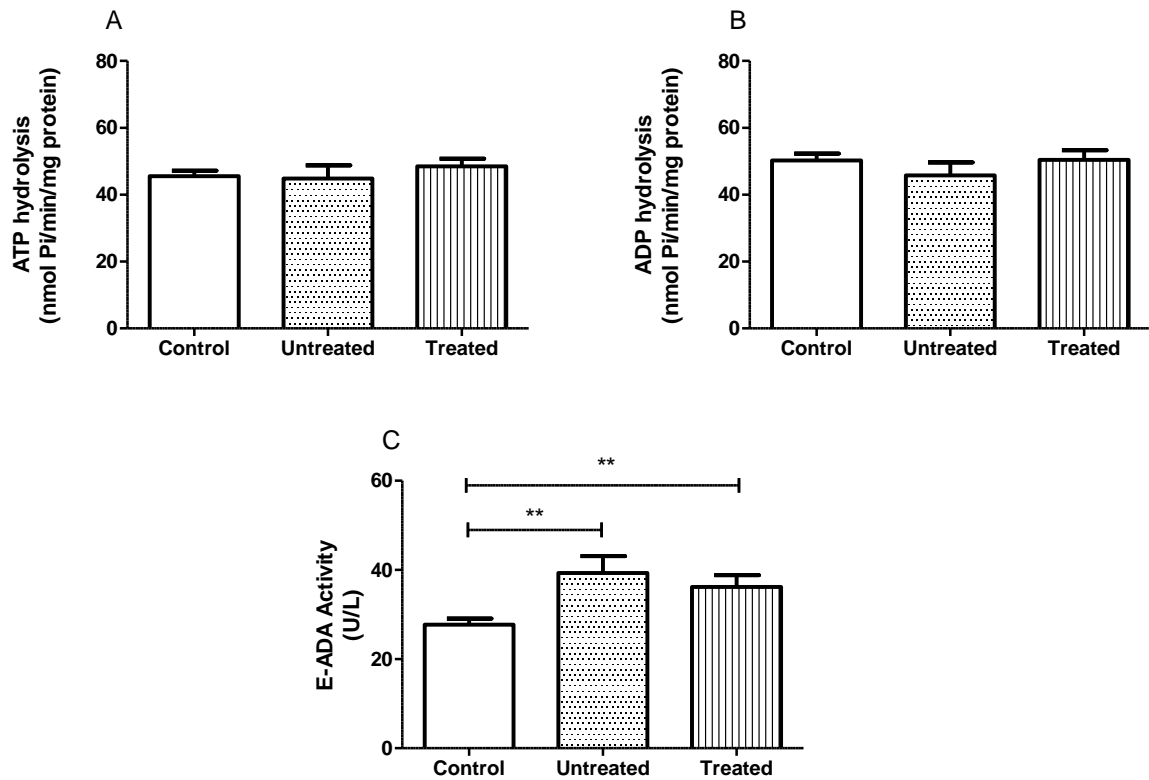 A
ATP hydrolysis
(nmol Pi/min/mg protein)
80
60
40
20
0
Control Untreated Treated
B
ADP hydrolysis
(nmol Pi/min/mg protein)
80
60
40
20
0
Control Untreated Treated
C
E-ADA Activity
(U/L)
60
40
20
0
**
**
Control Untreated Treated